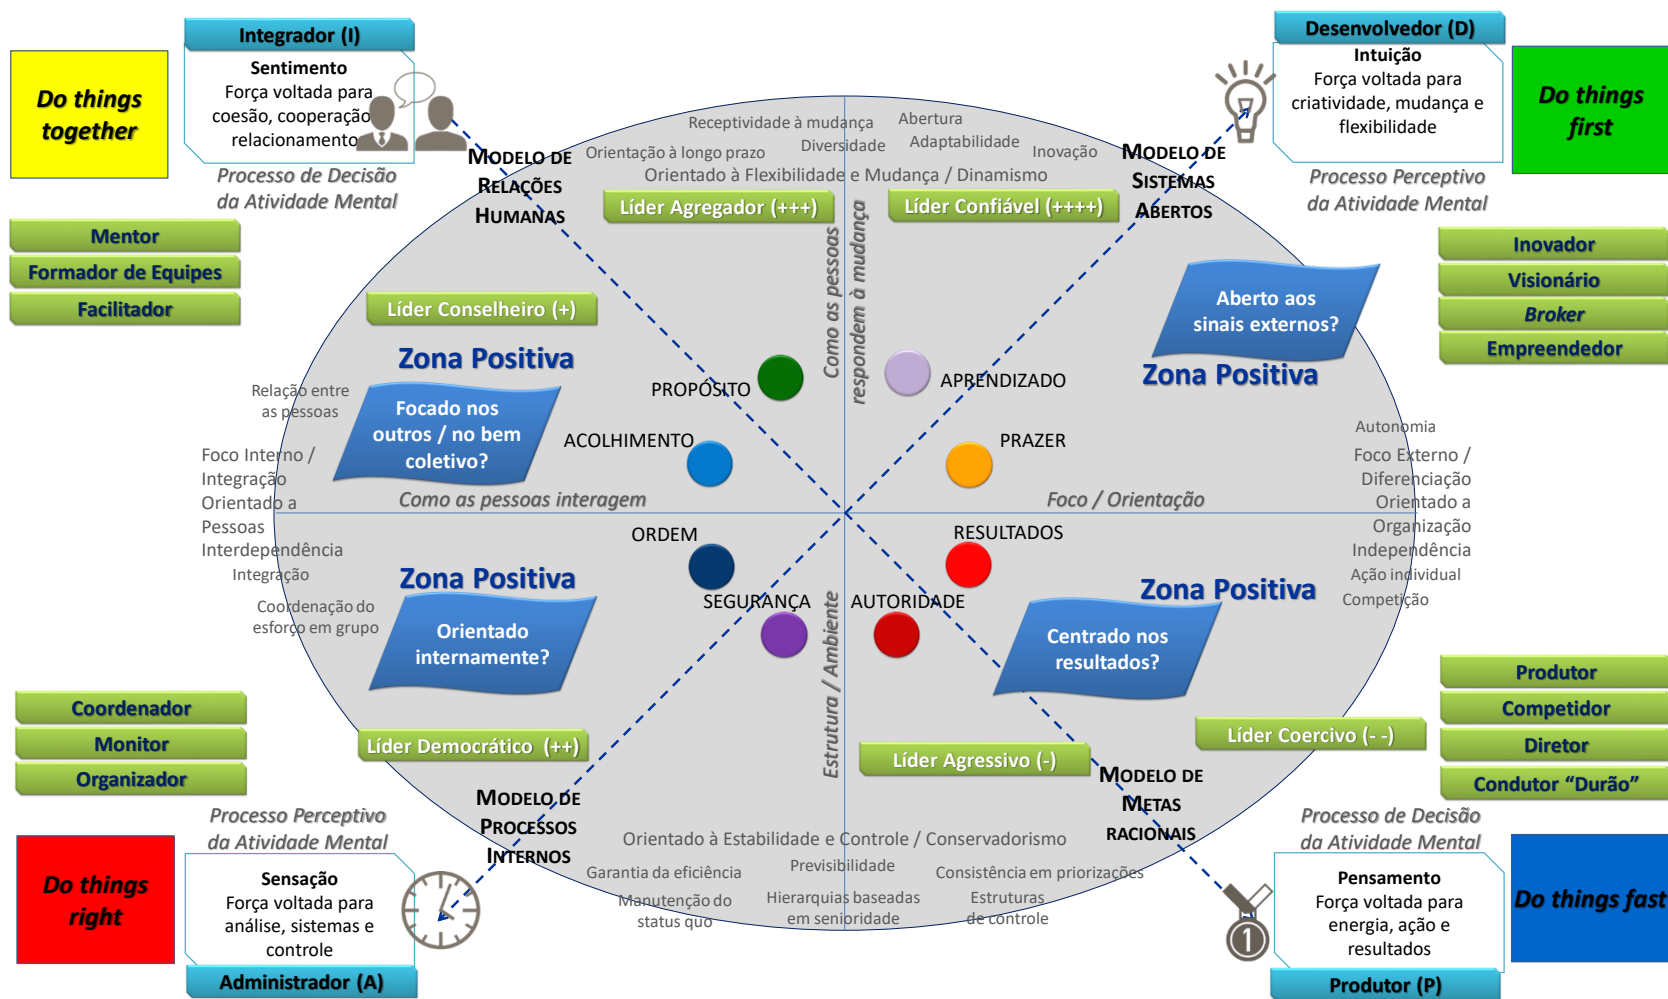 Integrador (I)
Do things
together
Sentimento
Força voltada para
coesão, cooperação
relacionamento
Processo de Decisão
da Atividade Mental
Mentor
Formador de Equipes
Facilitador
Desenvolvedor (D)
Intuição
Força voltada para
criatividade, mudança e
flexibilidade
Do things
first
Processo Perceptivo
da Atividade Mental
Inovador
Visionário
Broker
Empreendedor
MODELO DE
RELAÇÕES
HUMANAS
Receptividade à mudança
Abertura
Diversidade
Adaptabilidade
Orientação à longo prazo
Inovação
Orientado à Flexibilidade e Mudança / Dinamismo
MODELO DE
SISTEMAS
ABERTOS
Líder Agregador (+++)
Líder Confiável (++++)
Como as pessoas
respondem à mudança
Líder Conselheiro (+)
Zona Positiva
Focado nos
outros / no bem
coletivo?
Relação entre
as pessoas
Foco Interno /
Integração
Orientado a
Pessoas
Interdependência
Integração
Coordenação do
esforço em grupo
PROPÓSITO
ACOLHIMENTO
Como as pessoas interagem
APRENDIZADO
PRAZER
Foco / Orientação
Aberto aos
sinais externos?
Zona Positiva
Autonomia
Foco Externo /
Diferenciação
Orientado a
Organização
Independência
Ação individual
Competição
ORDEM
SEGURANÇA
RESULTADOS
AUTORIDADE
Zona Positiva
Orientado
internamente?
Zona Positiva
Centrado nos
resultados?
Estrutura / Ambiente
Líder Democrático (++)
Líder Agressivo (-)
Líder Coercivo (- -)
Coordenador
Monitor
Organizador
Processo Perceptivo
da Atividade Mental
Do things
right
Sensação
Força voltada para
análise, sistemas e
controle
Administrador (A)
MODELO DE
PROCESSOS
INTERNOS
Orientado à Estabilidade e Controle / Conservadorismo
Garantia da eficiência
Previsibilidade
Consistência em priorizações
Manutenção do
status quo
Hierarquias baseadas
em senioridade
Estruturas
de controle
MODELO DE
METAS
RACIONAIS
Produtor
Competidor
Diretor
Condutor “Durão”
Processo de Decisão
da Atividade Mental
1
Pensamento
Força voltada para
energia, ação e
resultados
Do things fast
Produtor (P)